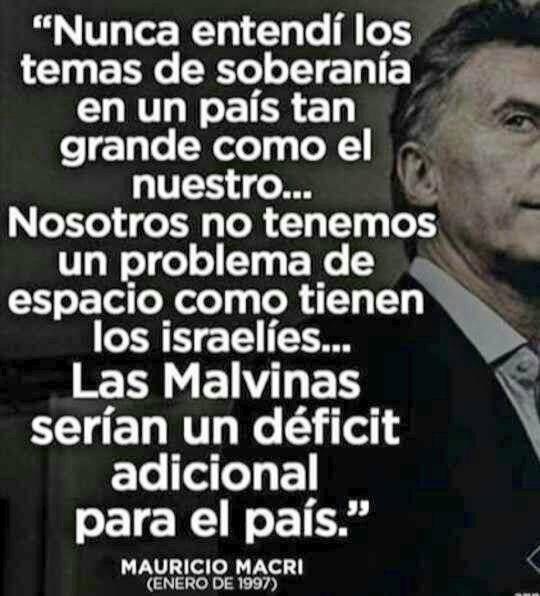 “Nunca entendí los
temas de soberanía
en un país tan
grande como el
nuestro...
Nosotros no tenemos
un problema de
espacio como tienen
los israelíes...
Las Malvinas
serían un déficit
adicional
para el país.”
MAURICIO MACRI
(ENERO DE 1997)